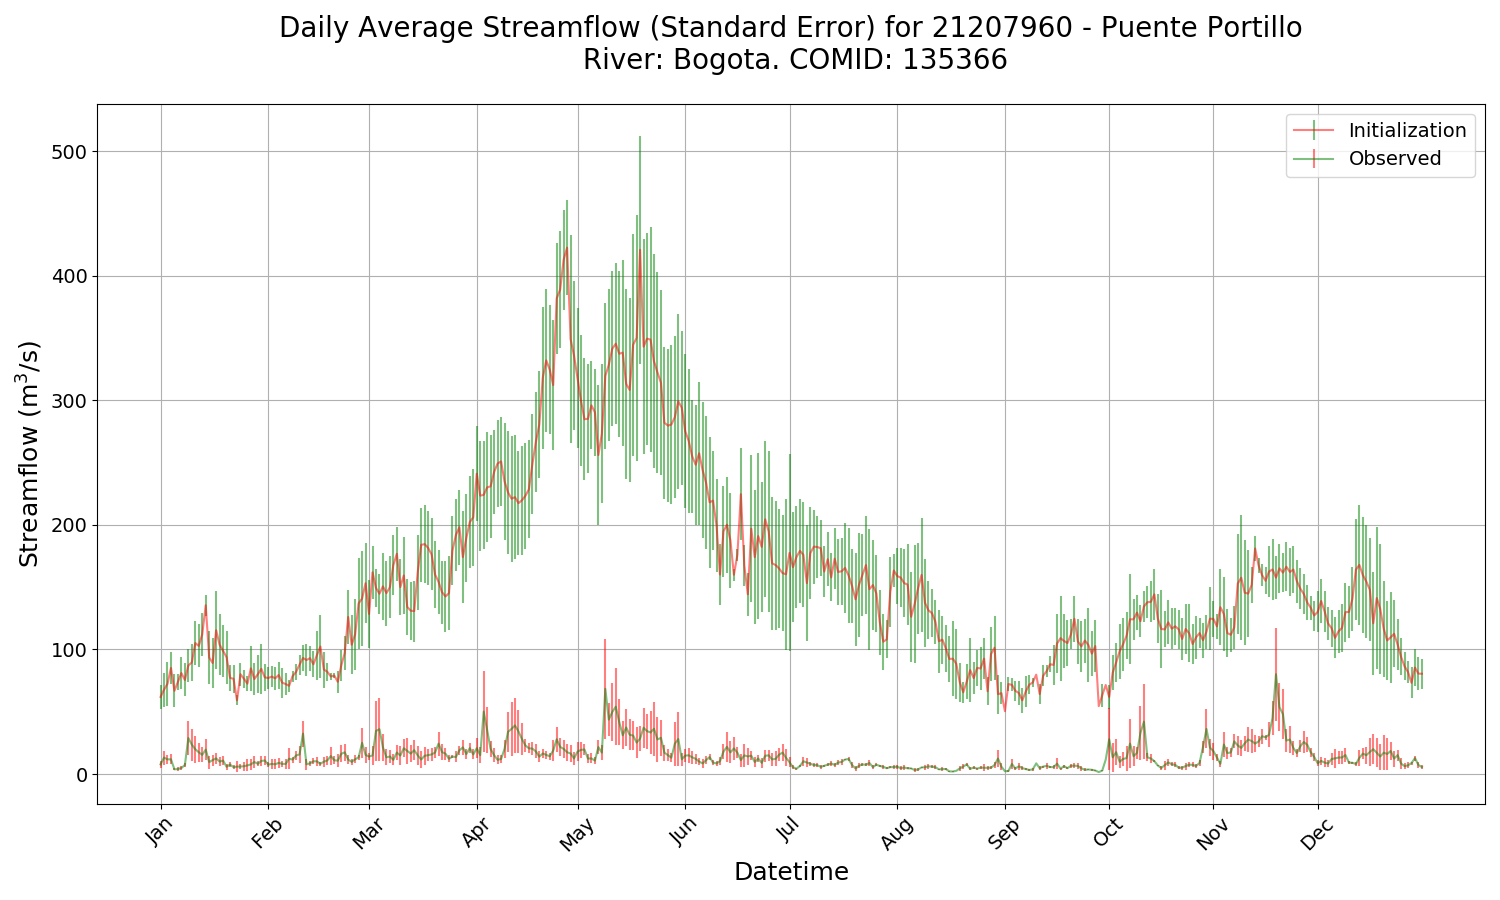 Daily Average Streamflow (Standard Error) for 21207960 - Puente Portillo
River: Bogota. COMID: 135366
Initialization
Observed
500
400
300
200
100
0
Streamflow (m³/s)
Jan
Feb
Mar
Apr
May
Jun
Jul
Aug
Sep
Oct
Nov
Dec
Datetime